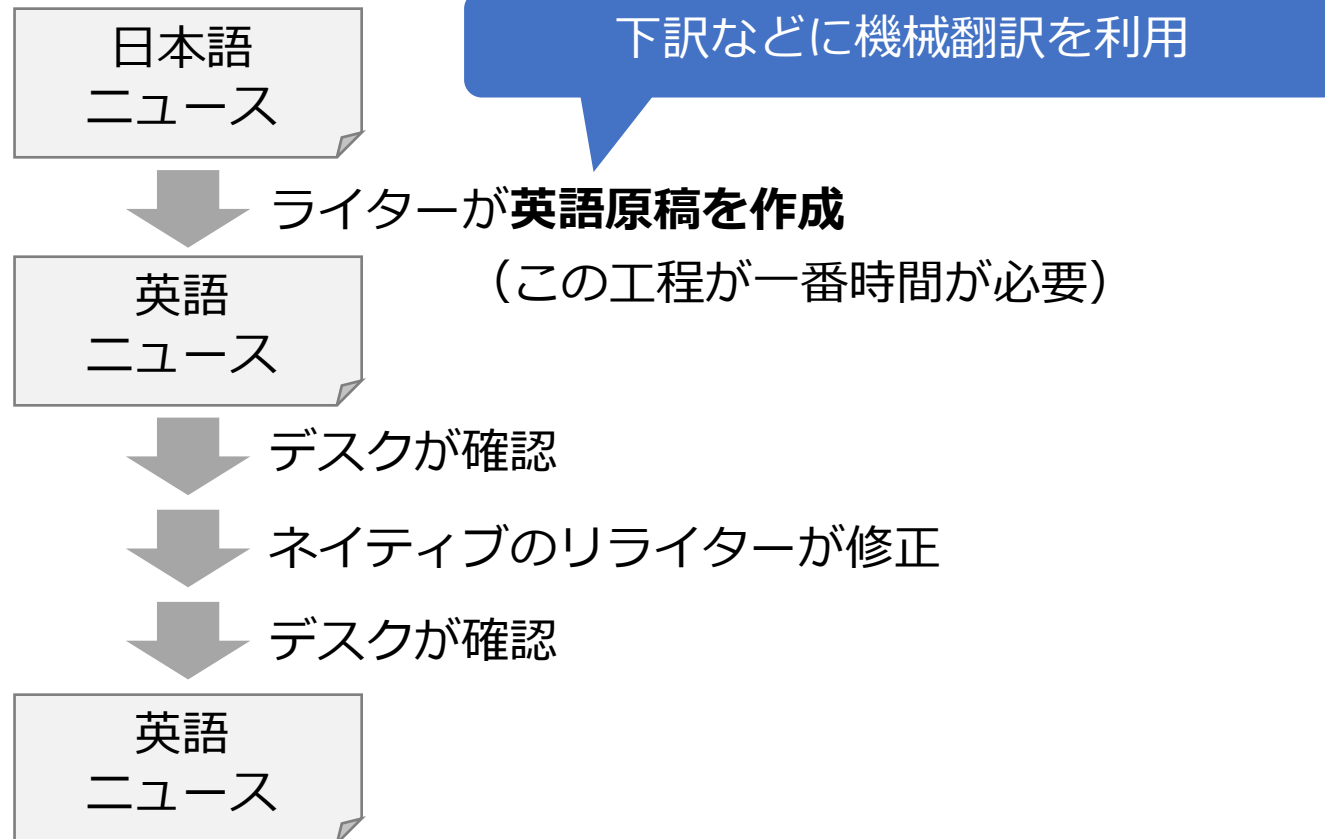 日本語
ニュース
下訳などに機械翻訳を利用
ライターが英語原稿を作成
（この工程が一番時間が必要）
英語
ニュース
デスクが確認
ネイティブのリライターが修正
デスクが確認
英語
ニュース